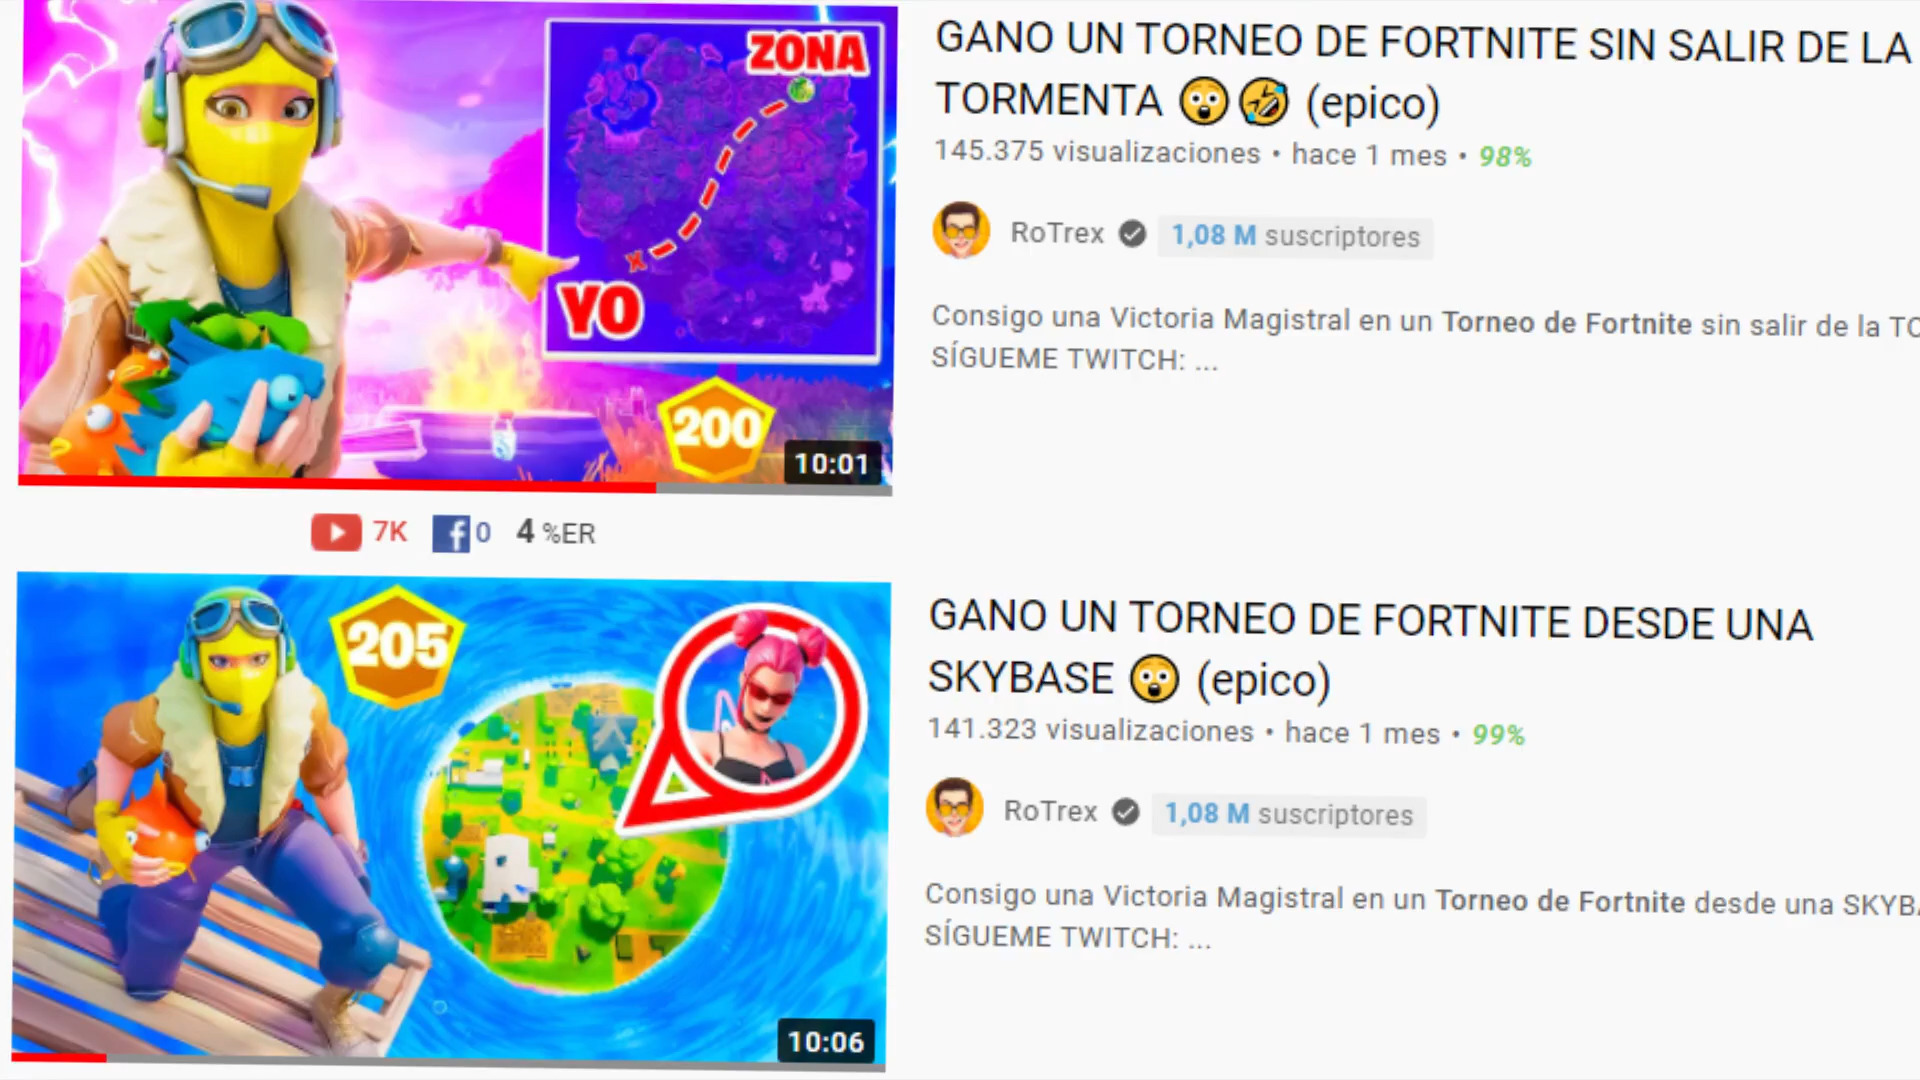 ZONA
YO
200
10:01
GANO UN TORNEO DE FORTNITE SIN SALIR DE LA
TORMENTA 😲🤣 (epico)
145.375 visualizaciones • hace 1 mes • 98%
RoTrex
1,08 M suscriptores
Consigo una Victoria Magistral en un Torneo de Fortnite sin salir de la
SÍGUEME TWITCH: ...
7K
f 0
4 %ER
205
10:06
GANO UN TORNEO DE FORTNITE DESDE UNA
SKYBASE 😲 (epico)
141.323 visualizaciones • hace 1 mes • 99%
RoTrex
1,08 M suscriptores
Consigo una Victoria Magistral en un Torneo de Fortnite desde una
SÍGUEME TWITCH: ...